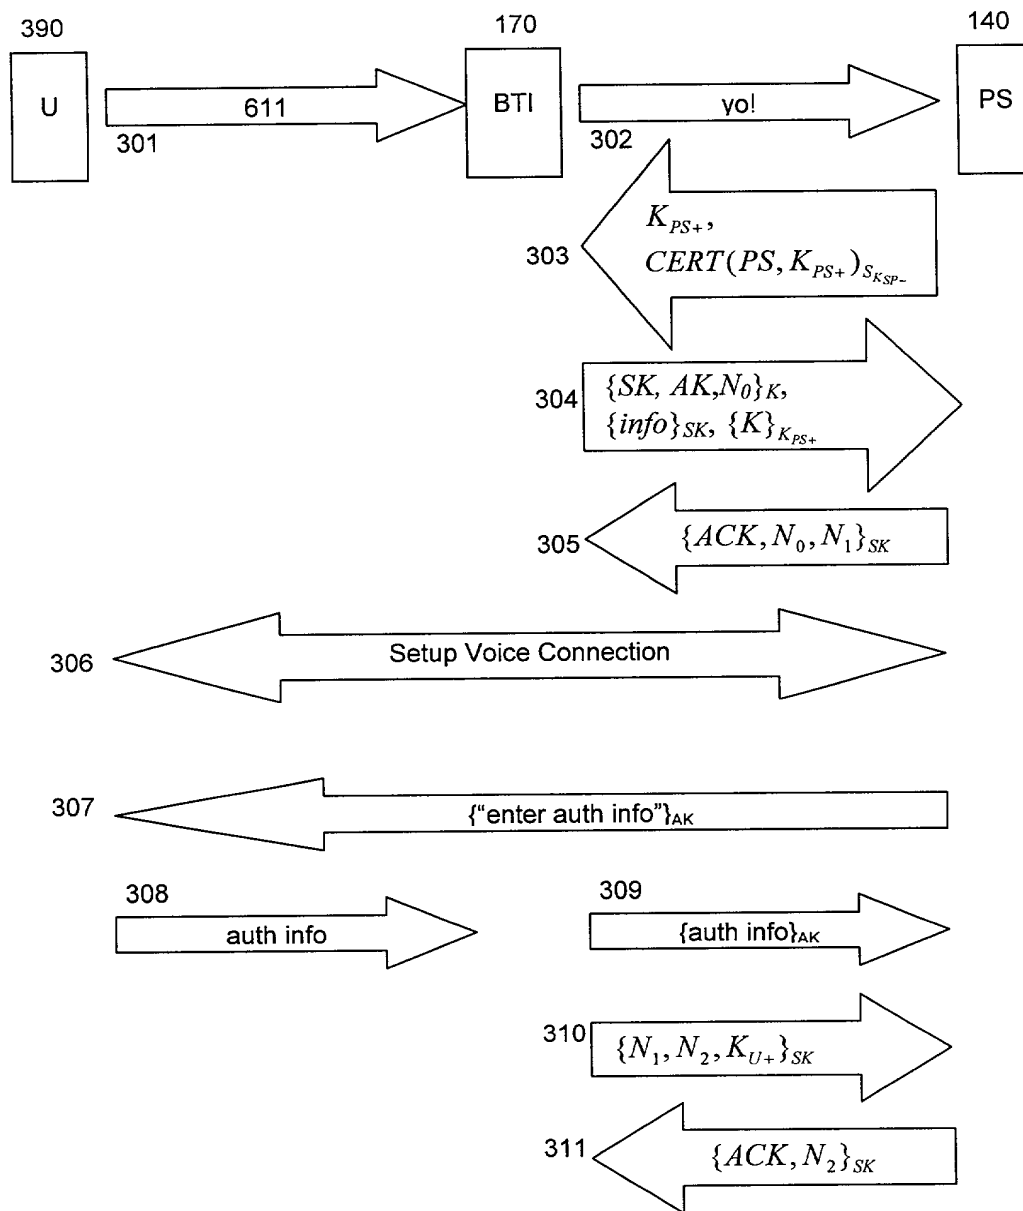 390
170
140
U
611
BTI
yo!
PS
301
302
303
K_{PS+},
CERT(PS, K_{PS+})_{S_{K_{SP-}}}
304
{SK, AK,N_0}_K,
{info}_{SK}, {K}_{K_{PS+}}
305
{ACK, N_0, N_1}_{SK}
306
Setup Voice Connection
307
{“enter auth info”}_{AK}
308
309
auth info
{auth info}_{AK}
310
{N_1, N_2, K_{U+}}_{SK}
311
{ACK, N_2}_{SK}